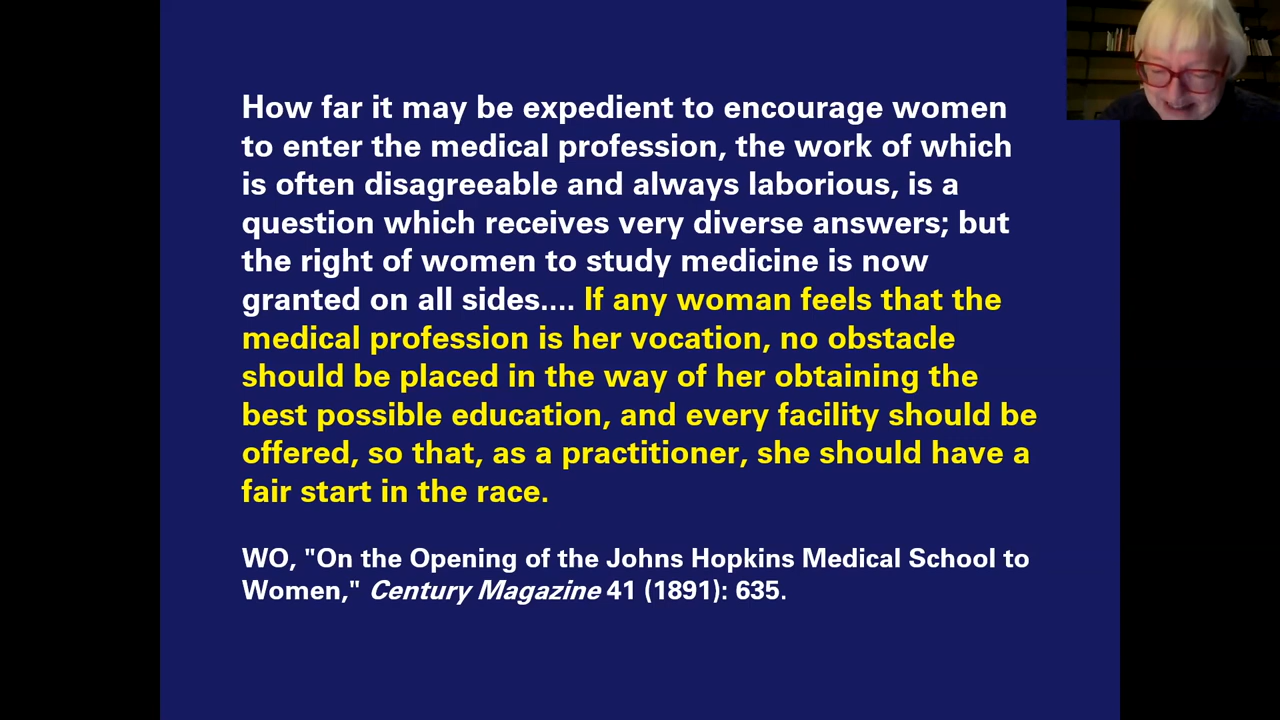 How far it may be expedient to encourage women
to enter the medical profession, the work of which
is often disagreeable and always laborious, is a
question which receives very diverse answers; but
the right of women to study medicine is now
granted on all sides.... If any woman feels that the
medical profession is her vocation, no obstacle
should be placed in the way of her obtaining the
best possible education, and every facility should be
offered, so that, as a practitioner, she should have a
fair start in the race.
WO, "On the Opening of the Johns Hopkins Medical School to
Women," Century Magazine 41 (1891): 635.